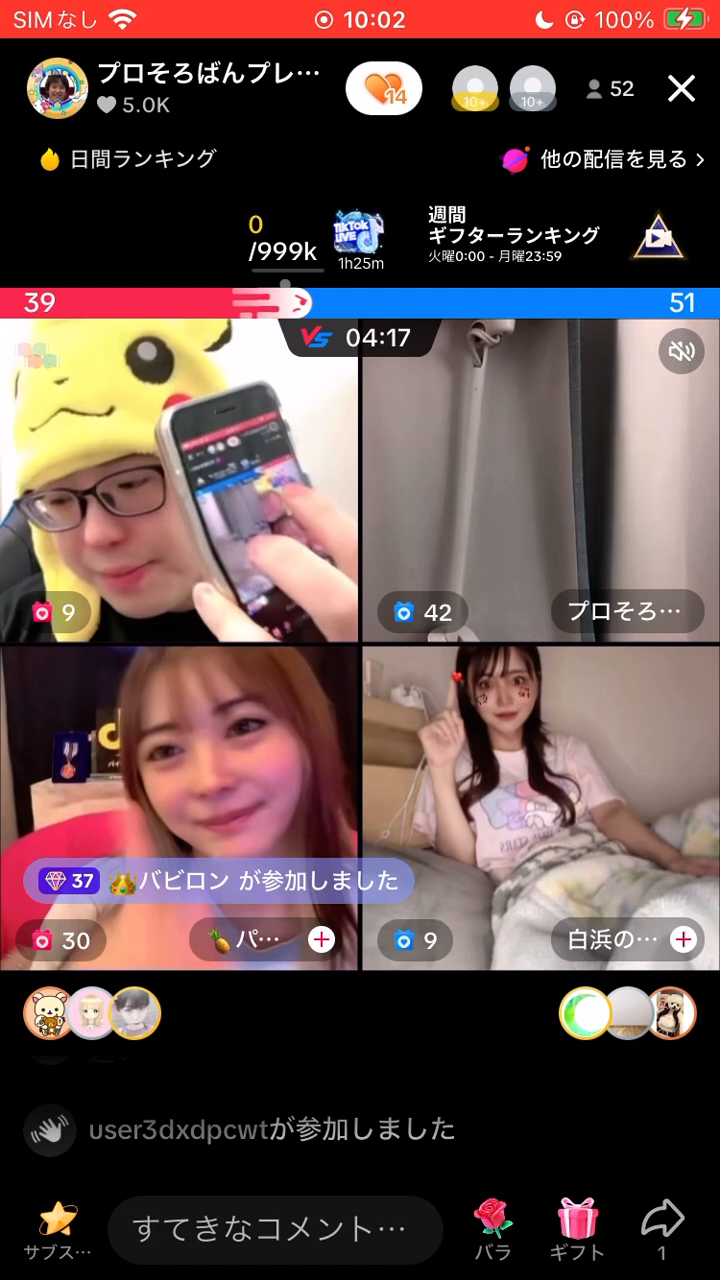 SIMなし
10:02
100%
プロそろばんプレ…
5.0K
14
10+
10+
52
日間ランキング
他の配信を見る
0
/999k
TikTok
LIVE
1h25m
週間
ギフターランキング
火曜0:00 - 月曜23:59
39
51
VS 04:17
9
42
プロそろ…
37 バビロン が参加しました
30
パ…
9
白浜の…
user3dxdpcwtが参加しました
サブス…
すてきなコメント…
バラ
ギフト
1